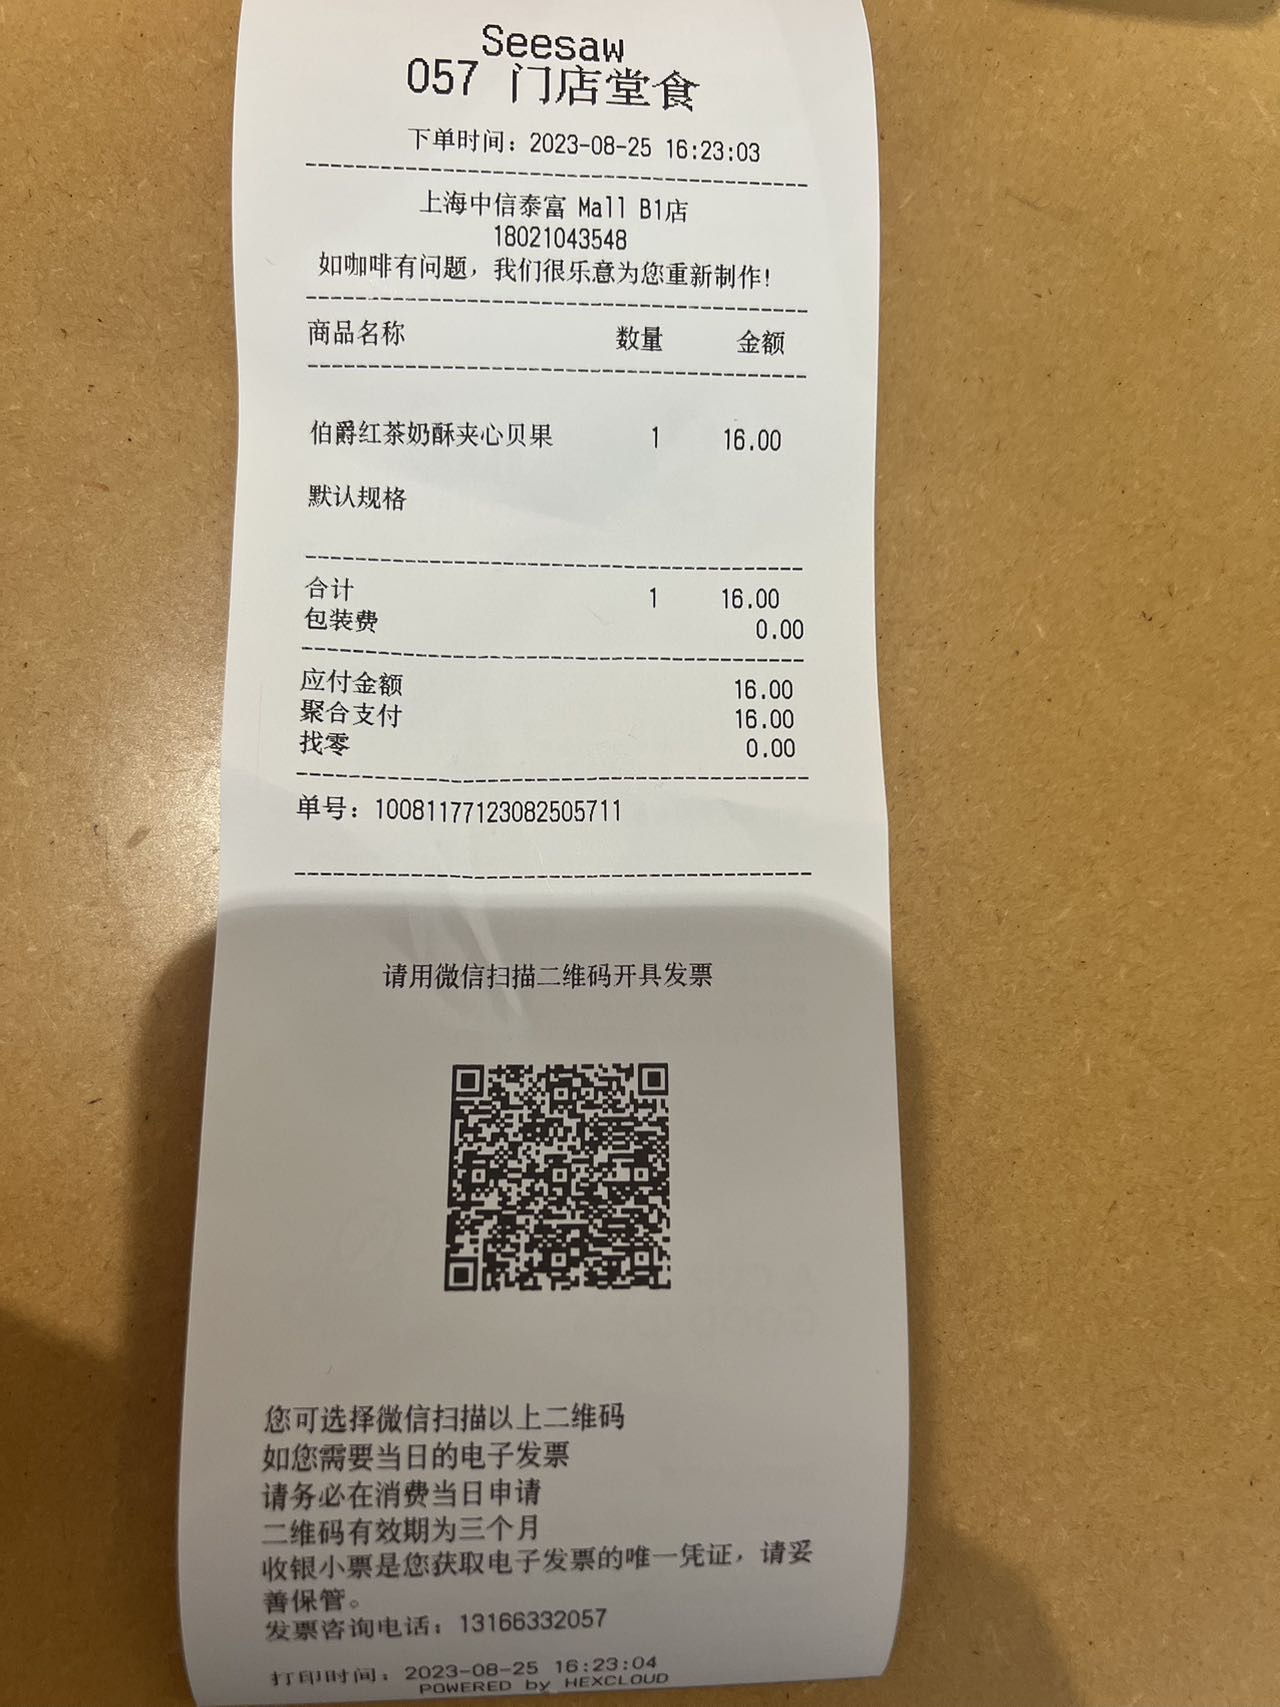 Seesaw
057 门店堂食
下单时间：2023-08-25 16:23:03
上海中信泰富 Mall B1店
18021043548
如咖啡有问题，我们很乐意为您重新制作!
商品名称 数量 金额
伯爵红茶奶酥夹心贝果 1 16.00
默认规格
合计 1 16.00
包装费 0.00
应付金额 16.00
聚合支付 16.00
找零 0.00
单号：10081177123082505711
请用微信扫描二维码开具发票
您可选择微信扫描以上二维码
如您需要当日的电子发票
请务必在消费当日申请
二维码有效期为三个月
收银小票是您获取电子发票的唯一凭证，请妥
善保管。
发票咨询电话：13166332057
打印时间：2023-08-25 16:23:04
POWERED by HEXCLOUD